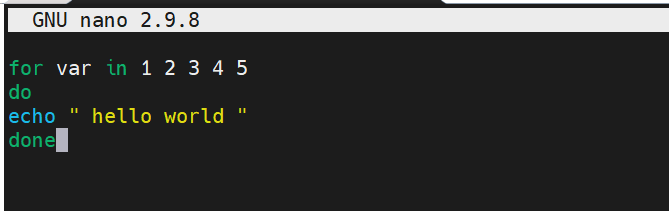 GNU nano 2.9.8
for var in 1 2 3 4 5
do
echo " hello world "
done